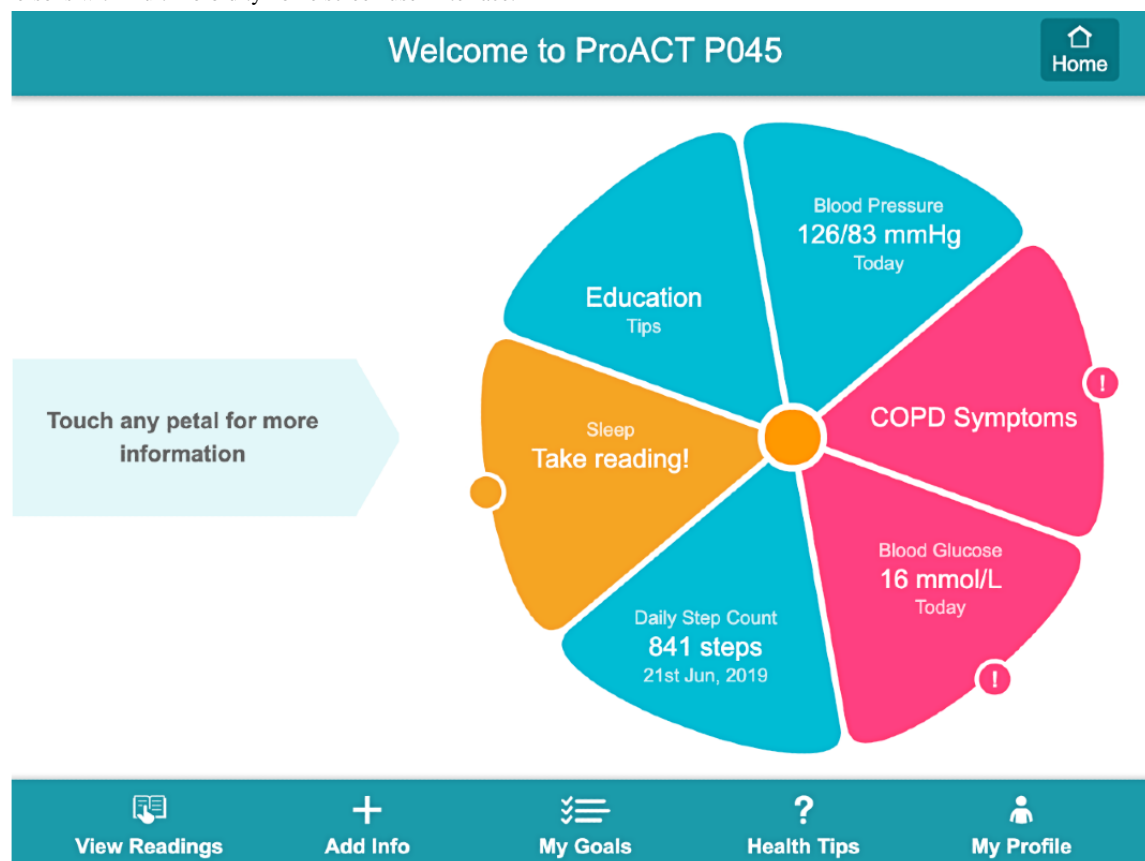 Welcome to ProACT P045
Home
Blood Pressure
126/83 mmHg
Today
Education
Tips
COPD Symptoms
!
Touch any petal for more
information
Sleep
Take reading!
Blood Glucose
16 mmol/L
Today
!
Daily Step Count
841 steps
21st Jun, 2019
View Readings
Add Info
My Goals
?
Health Tips
My Profile